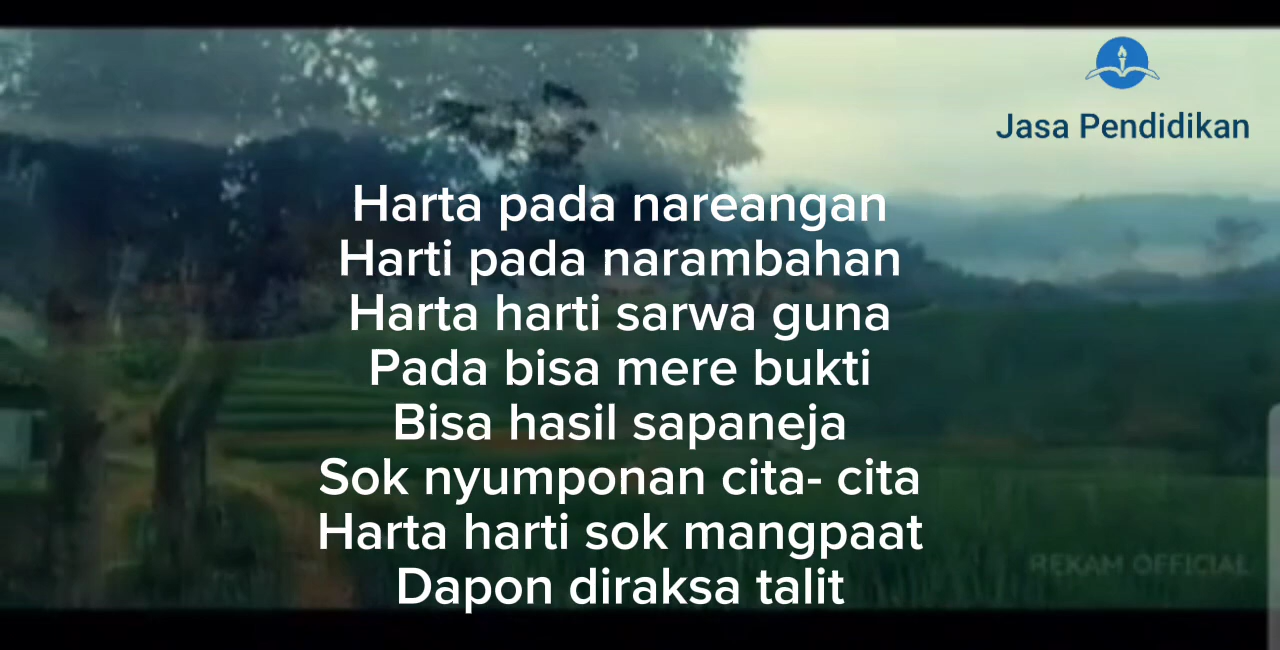 Jasa Pendidikan
Harta pada nareangan
Harti pada narambahan
Harta harti sarwa guna
Pada bisa mere bukti
Bisa hasil sapaneja
Sok nyumponan cita- cita
Harta harti sok mangpaat
Dapon diraksa talit
REKAM OFFICIAL